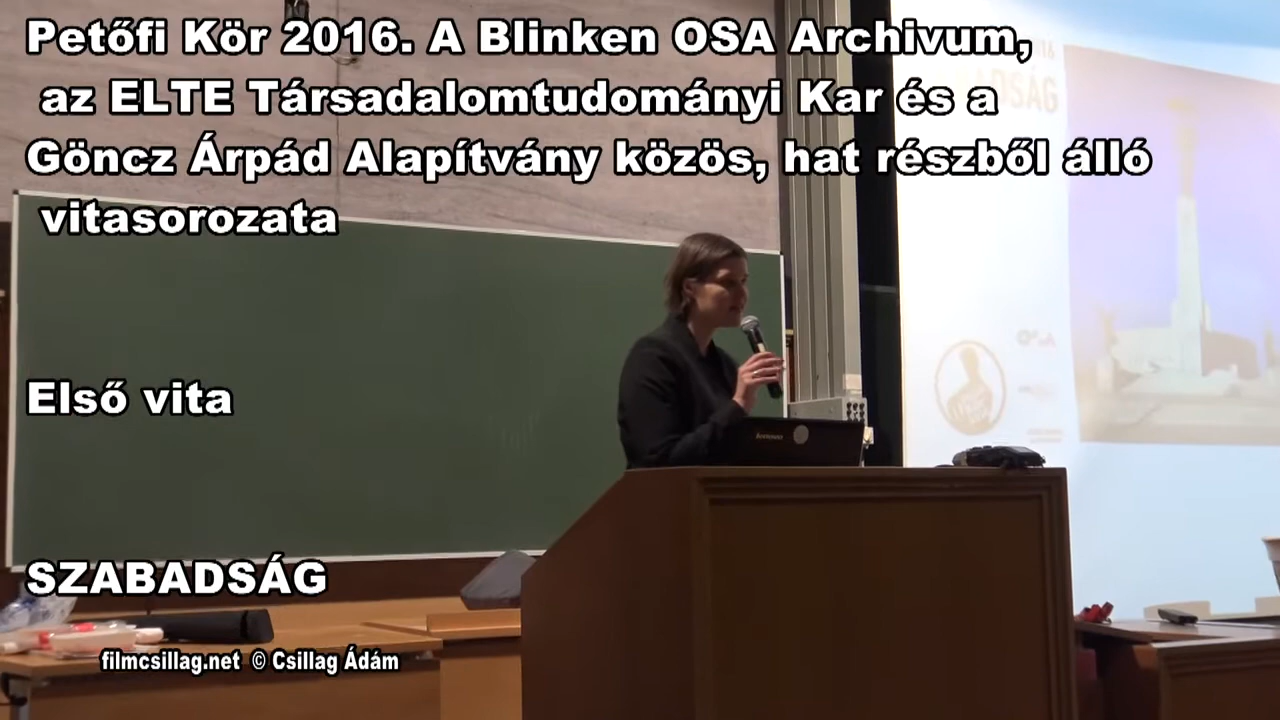 Petőfi Kör 2016. A Blinken OSA Archivum,
az ELTE Társadalomtudományi Kar és a
Göncz Árpád Alapítvány közös, hat részből álló
vitasorozata
Első vita
SZABADSÁG
filmcsillag.net © Csillag Ádám
lenovo